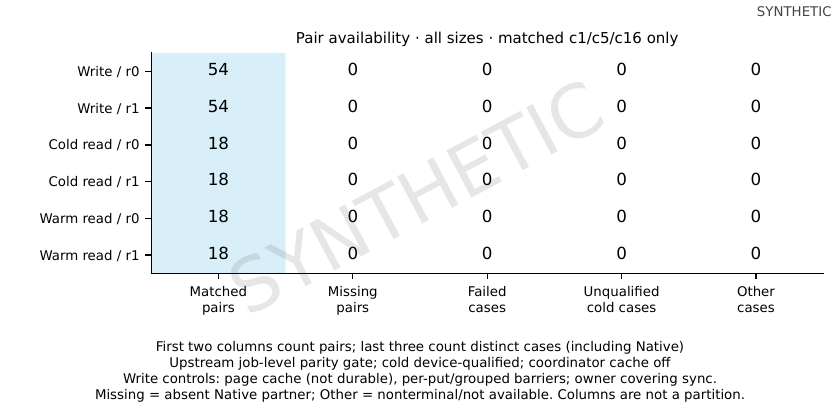 SYNTHETIC
Pair availability · all sizes · matched c1/c5/c16 only
Write / r0 54 0 0 0 0
Write / r1 54 0 0 0 0
Cold read / r0 18 0 0 0 0
Cold read / r1 18 0 0 0 0
Warm read / r0 18 0 0 0 0
Warm read / r1 18 0 0 0 0
SYNTHETIC
Matched pairs
Missing pairs
Failed cases
Unqualified cold cases
Other cases
First two columns count pairs; last three count distinct cases (including Native)
Upstream job-level parity gate; cold device-qualified; coordinator cache off
Write controls: page cache (not durable), per-put/grouped barriers; owner covering sync.
Missing = absent Native partner; Other = nonterminal/not available. Columns are not a partition.